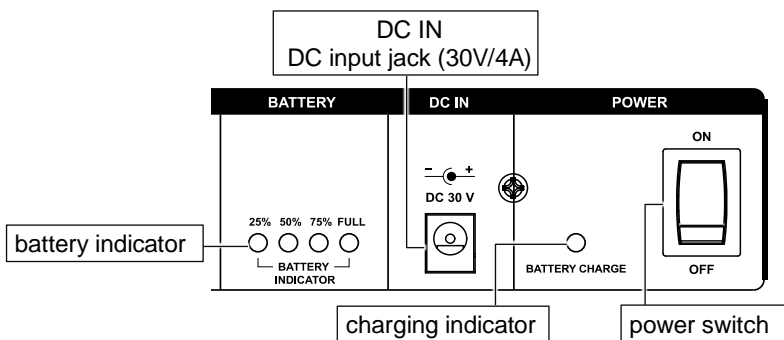 DC IN
DC input jack (30V/4A)
BATTERY
DC IN
POWER
ON
− +
DC 30 V
25% 50% 75% FULL
battery indicator
BATTERY
INDICATOR
BATTERY CHARGE
OFF
charging indicator
power switch